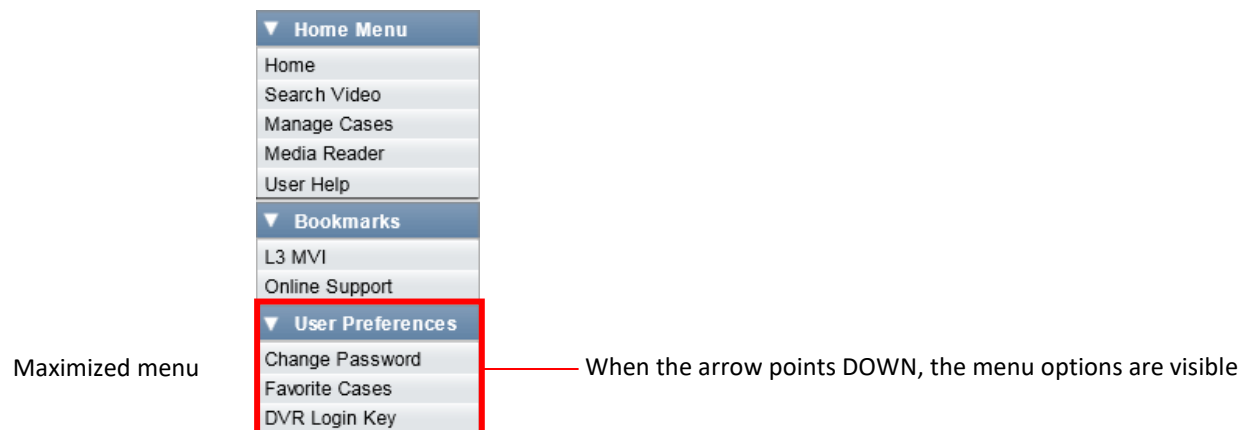 Home Menu
Home
Search Video
Manage Cases
Media Reader
User Help
Bookmarks
L3 MVI
Online Support
User Preferences
Maximized menu
Change Password
When the arrow points DOWN, the menu options are visible
Favorite Cases
DVR Login Key